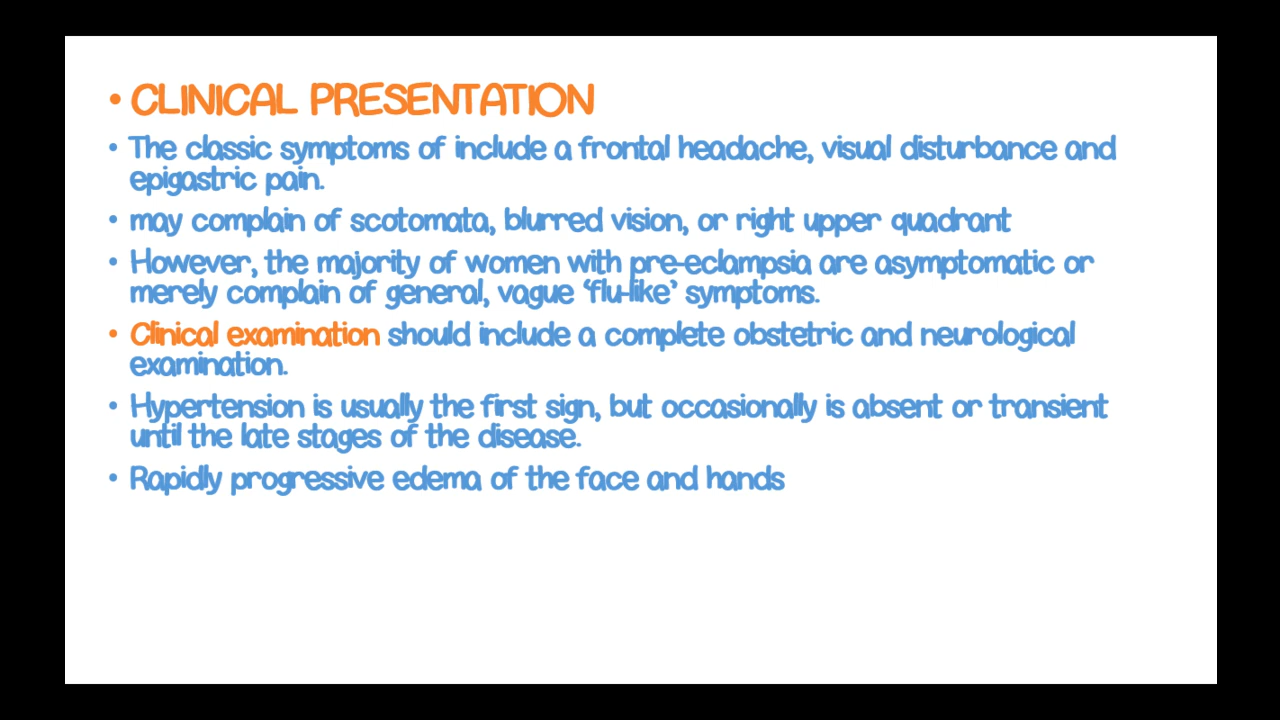 • CLINICAL PRESENTATION
• The classic symptoms of include a frontal headache, visual disturbance and
epigastric pain.
• may complain of scotomata, blurred vision, or right upper quadrant
• However, the majority of women with pre-eclampsia are asymptomatic or
merely complain of general, vague ‘flu-like’ symptoms.
• Clinical examination should include a complete obstetric and neurological
examination.
• Hypertension is usually the first sign, but occasionally is absent or transient
until the late stages of the disease.
• Rapidly progressive edema of the face and hands